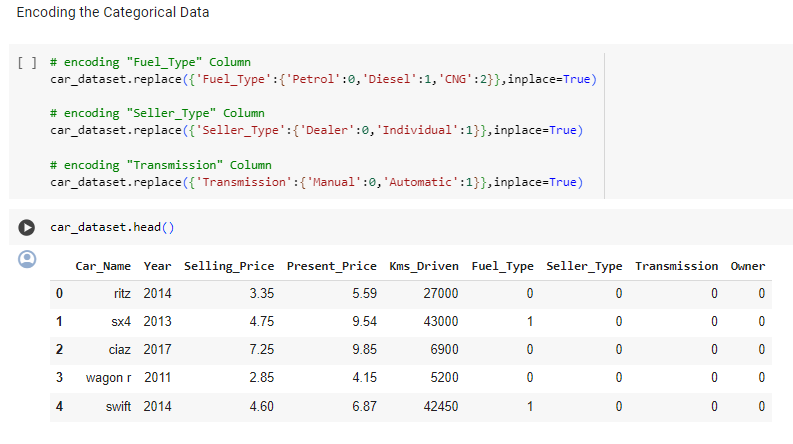 Encoding the Categorical Data
[ ] # encoding "Fuel_Type" Column
car_dataset.replace({'Fuel_Type':{'Petrol':0,'Diesel':1,'CNG':2}},inplace=True)
# encoding "Seller_Type" Column
car_dataset.replace({'Seller_Type':{'Dealer':0,'Individual':1}},inplace=True)
# encoding "Transmission" Column
car_dataset.replace({'Transmission':{'Manual':0,'Automatic':1}},inplace=True)
car_dataset.head()
Car_Name Year Selling_Price Present_Price Kms_Driven Fuel_Type Seller_Type Transmission Owner
0 ritz 2014 3.35 5.59 27000 0 0 0 0
1 sx4 2013 4.75 9.54 43000 1 0 0 0
2 ciaz 2017 7.25 9.85 6900 0 0 0 0
3 wagon r 2011 2.85 4.15 5200 0 0 0 0
4 swift 2014 4.60 6.87 42450 1 0 0 0